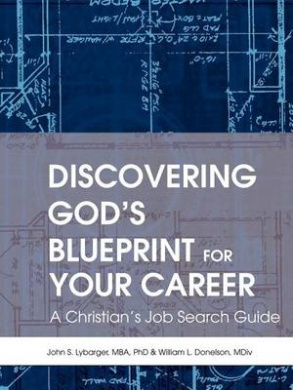 DISCOVERING
GOD'S
BLUEPRINT FOR
YOUR CAREER
A Christian's Job Search Guide
John S. Lybarger, MBA, PhD & William L. Donelson, MDiv